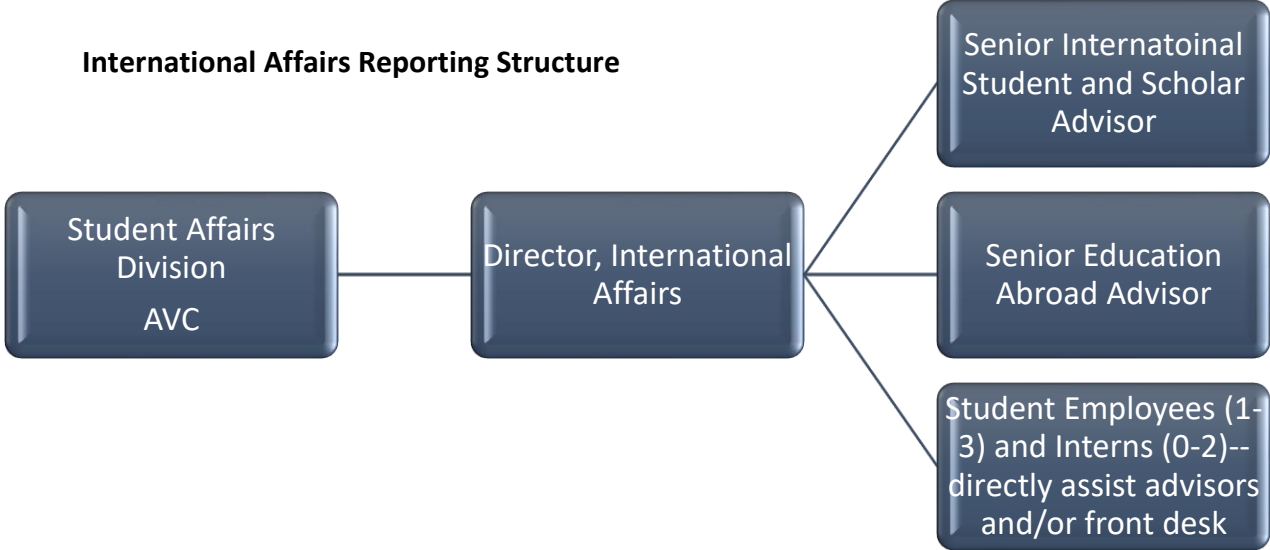 International Affairs Reporting Structure
Student Affairs
Division
AVC
Director, International
Affairs
Senior Internatoinal
Student and Scholar
Advisor
Senior Education
Abroad Advisor
Student Employees (1-
3) and Interns (0-2)--
directly assist advisors
and/or front desk